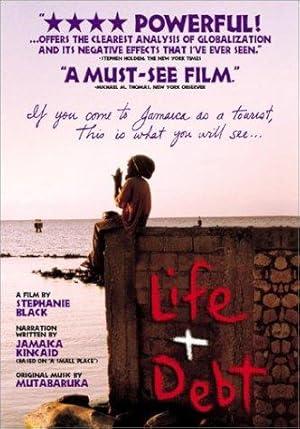 "★★★★ POWERFUL!
...OFFERS THE CLEAREST ANALYSIS OF GLOBALIZATION
AND ITS NEGATIVE EFFECTS THAT I'VE EVER SEEN."
-STEPHEN HOLDEN, THE NEW YORK TIMES
"A MUST-SEE FILM."
-MICHAEL M. THOMAS, NEW YORK OBSERVER
If you come to Jamaica as a tourist,
this is what you will see...
A FILM BY
STEPHANIE
BLACK
NARRATION
WRITTEN BY
JAMAICA
KINCAID
(BASED ON "A SMALL PLACE")
ORIGINAL MUSIC BY
MUTABARUKA
Life
+
Debt